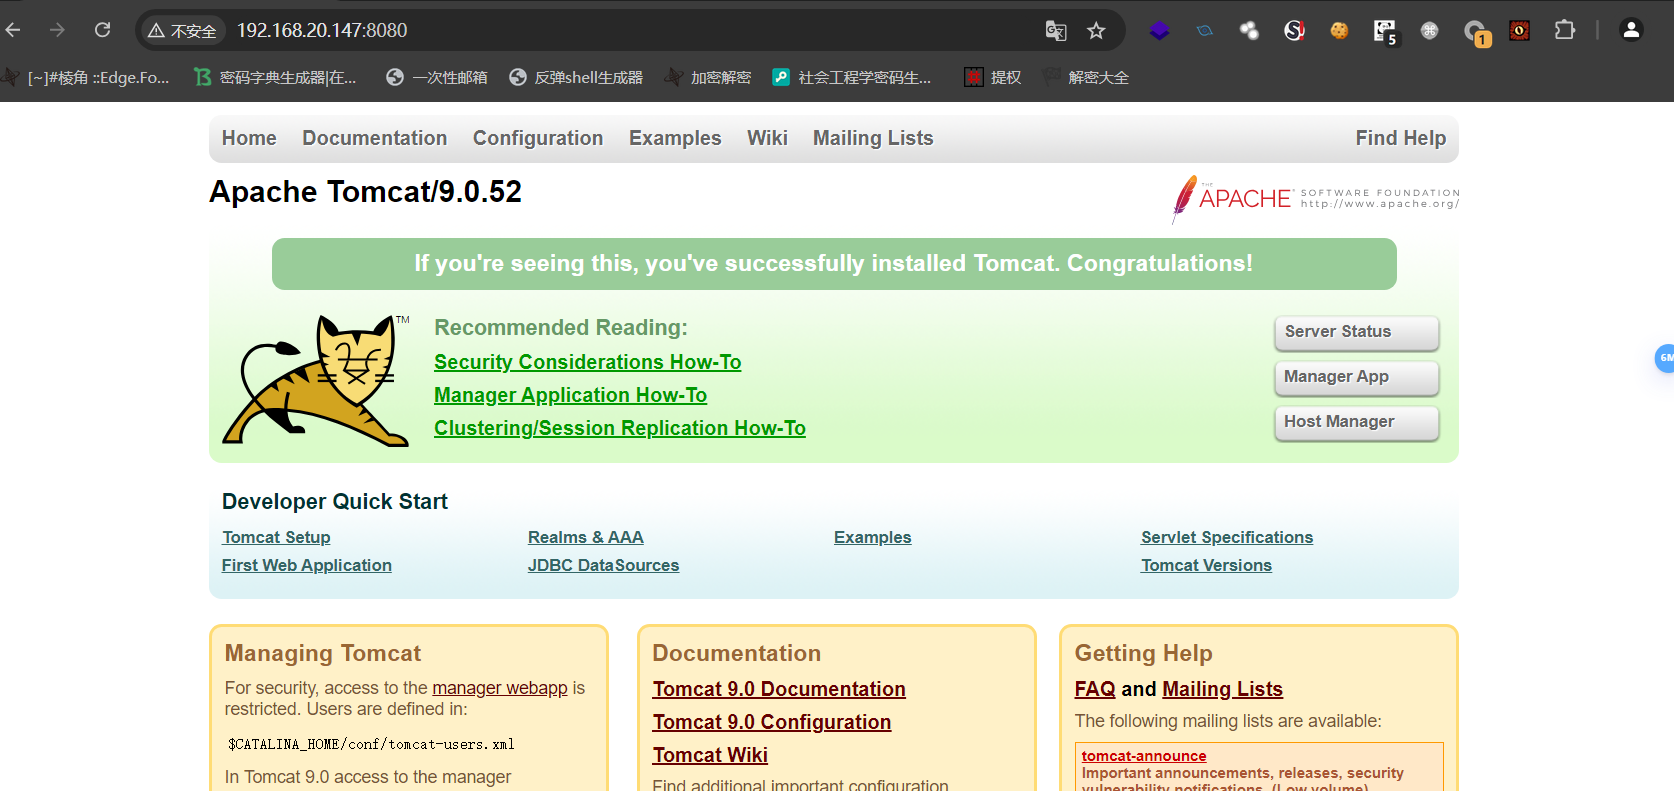 不安全 192.168.20.147:8080
5
1
[~]#棱角 ::Edge.Fo... 密码字典生成器|在... 一次性邮箱 反弹shell生成器 加密解密 社会工程学密码生... 提权 解密大全
Home Documentation Configuration Examples Wiki Mailing Lists Find Help
Apache Tomcat/9.0.52
THE APACHE SOFTWARE FOUNDATION
http://www.apache.org/
If you're seeing this, you've successfully installed Tomcat. Congratulations!
TM
Recommended Reading:
Security Considerations How-To
Manager Application How-To
Clustering/Session Replication How-To
Server Status
Manager App
Host Manager
6M
Developer Quick Start
Tomcat Setup
First Web Application
Realms & AAA
JDBC DataSources
Examples
Servlet Specifications
Tomcat Versions
Managing Tomcat
For security, access to the manager webapp is
restricted. Users are defined in:
$CATALINA_HOME/conf/tomcat-users.xml
In Tomcat 9.0 access to the manager
Documentation
Tomcat 9.0 Documentation
Tomcat 9.0 Configuration
Tomcat Wiki
Find additional important configuration
Getting Help
FAQ and Mailing Lists
The following mailing lists are available:
tomcat-announce
Important announcements, releases, security
vulnerability notifications. (Low volume).